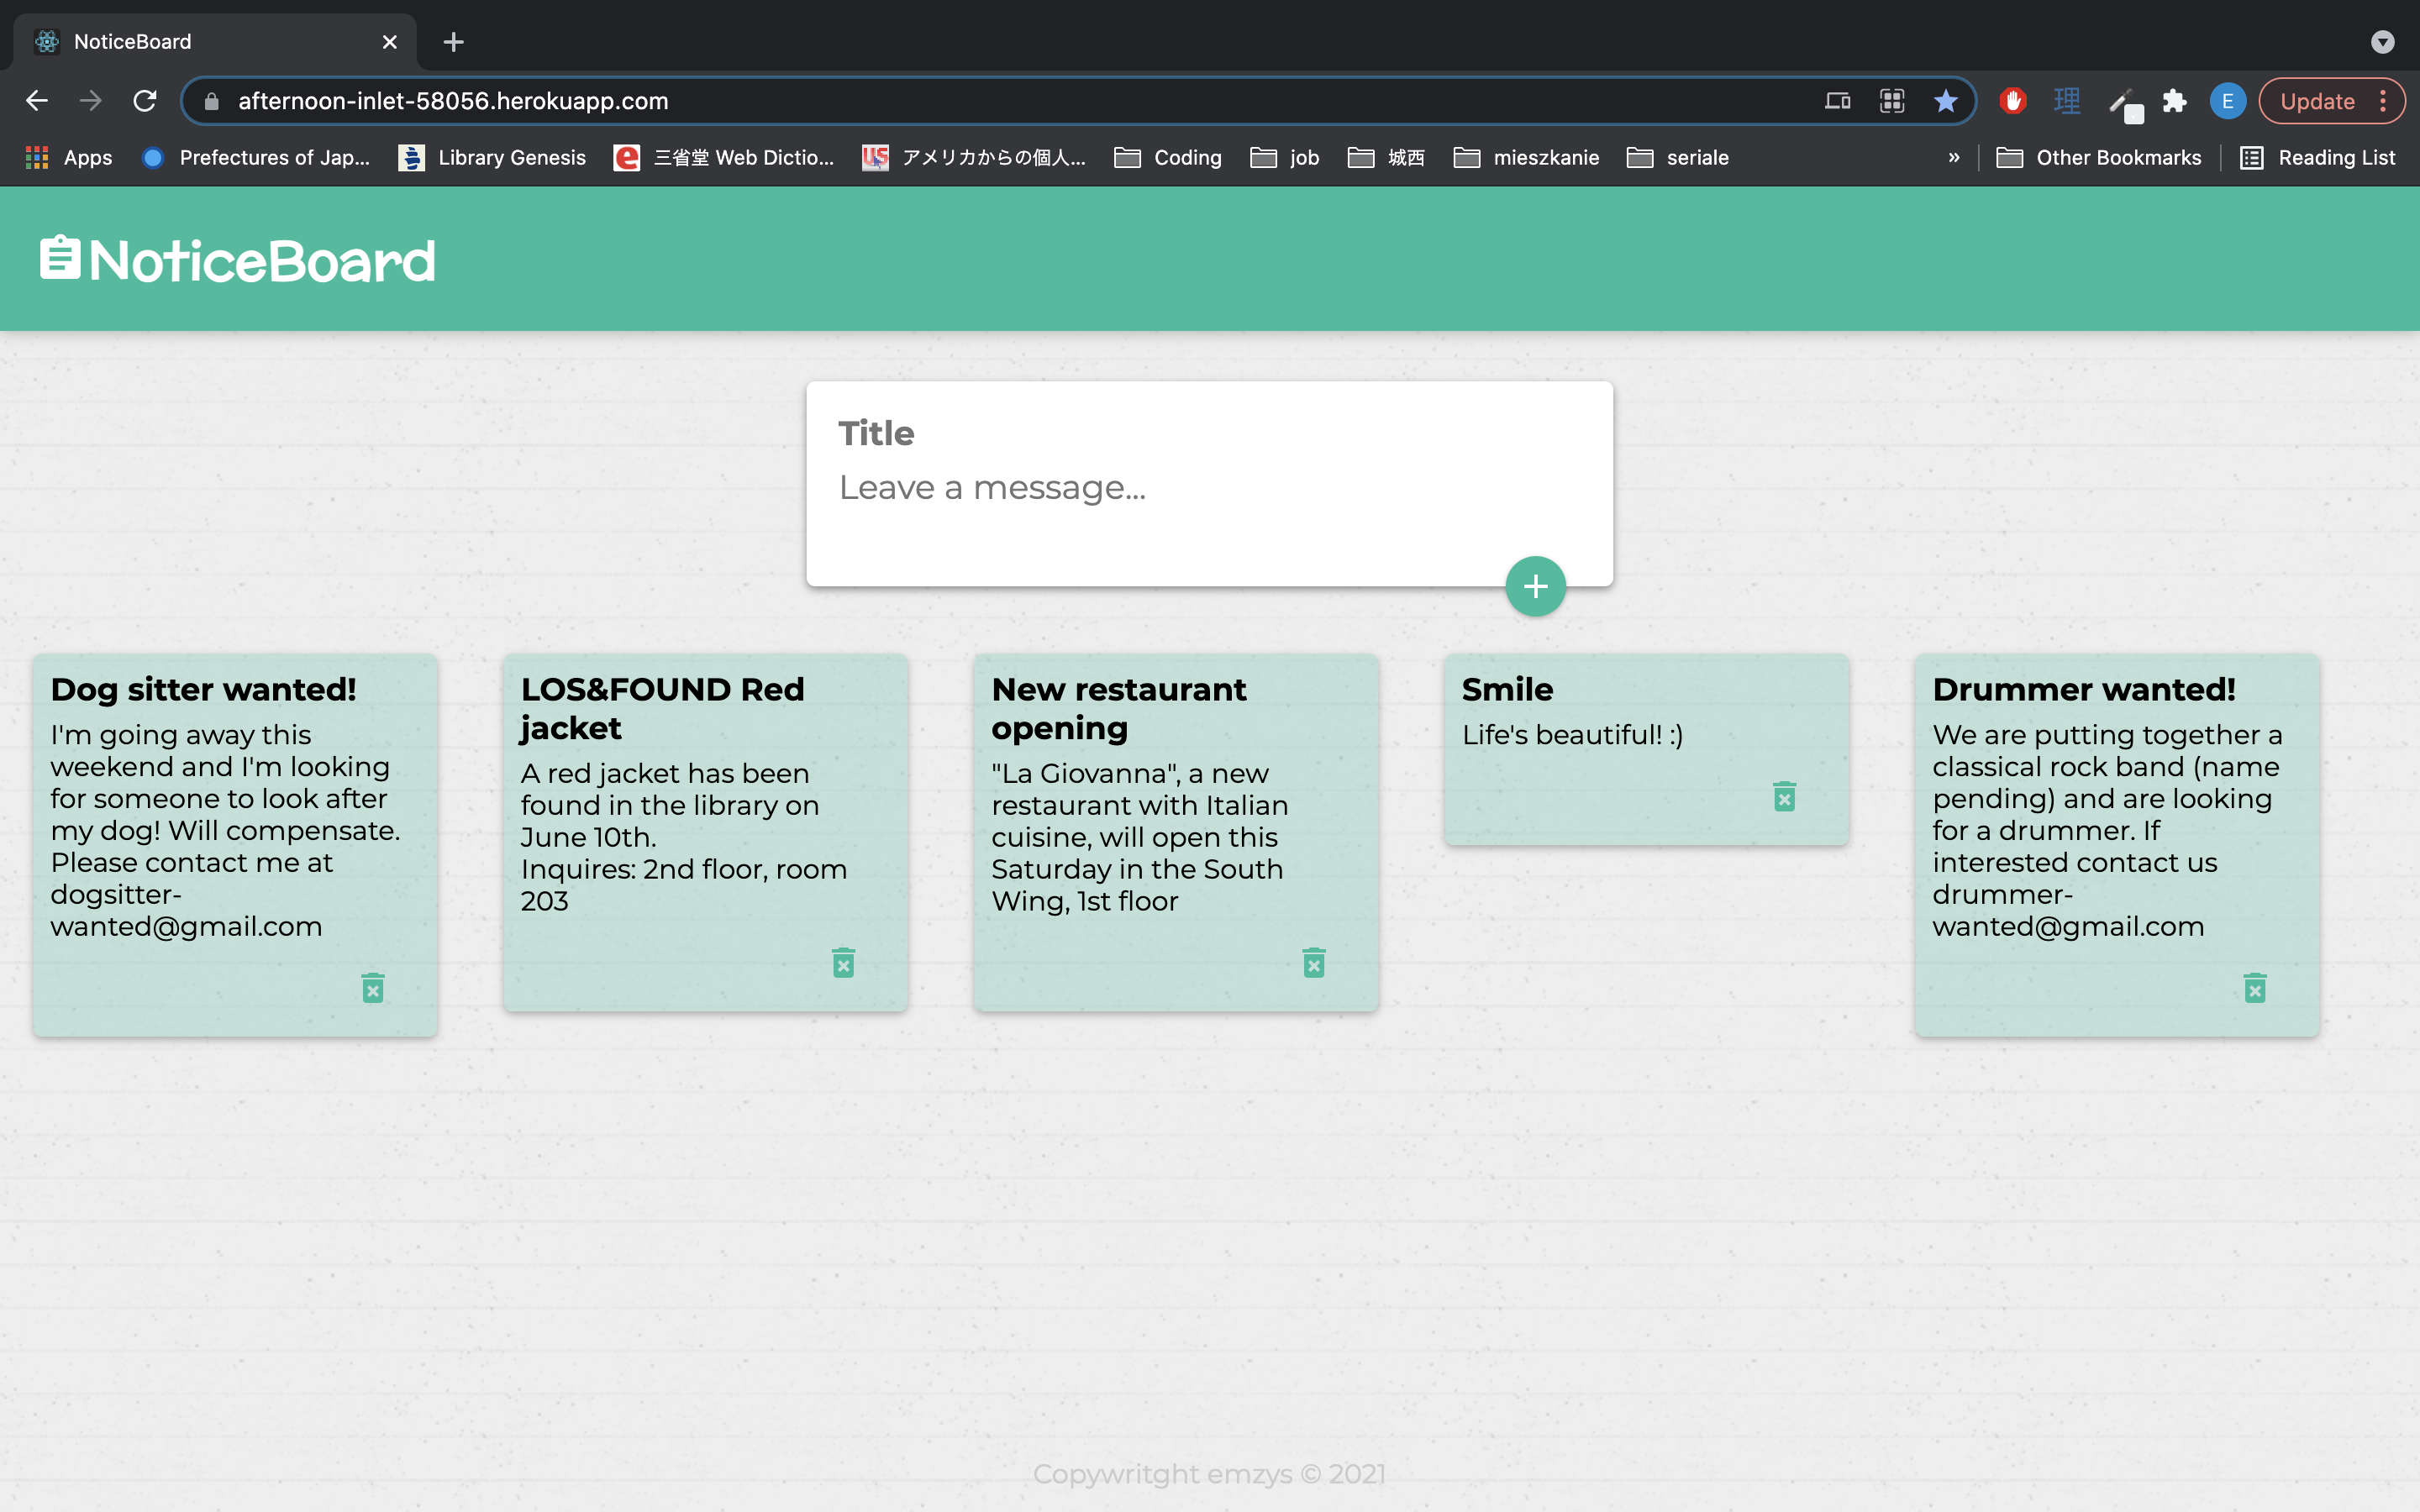 NoticeBoard
afternoon-inlet-58056.herokuapp.com
E
Update
Apps
Prefectures of Jap...
Library Genesis
三省堂 Web Dictio...
アメリカからの個人...
Coding
job
城西
mieszkanie
seriale
»
Other Bookmarks
Reading List
NoticeBoard
Title
Leave a message...
Dog sitter wanted!
I'm going away this
weekend and I'm looking
for someone to look after
my dog! Will compensate.
Please contact me at
dogsitter-
wanted@gmail.com
LOS&FOUND Red
jacket
A red jacket has been
found in the library on
June 10th.
Inquires: 2nd floor, room
203
New restaurant
opening
"La Giovanna", a new
restaurant with Italian
cuisine, will open this
Saturday in the South
Wing, 1st floor
Smile
Life's beautiful! :)
Drummer wanted!
We are putting together a
classical rock band (name
pending) and are looking
for a drummer. If
interested contact us
drummer-
wanted@gmail.com
Copywritght emzys © 2021